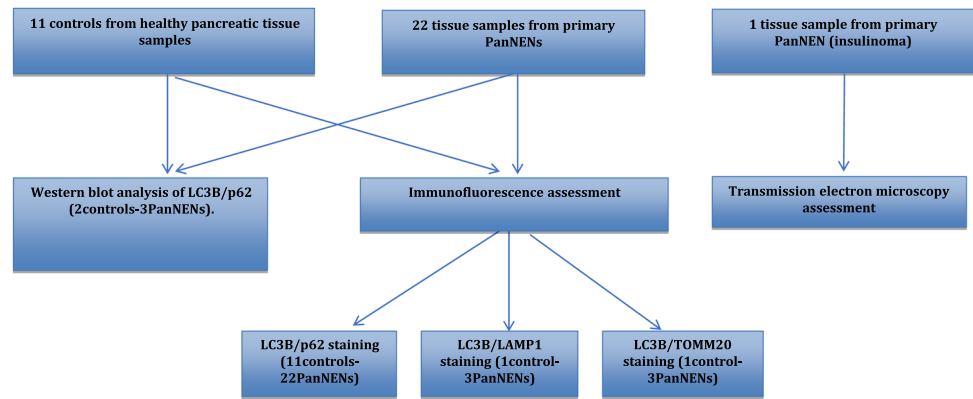 11 controls from healthy pancreatic tissue
samples
22 tissue samples from primary
PanNENs
1 tissue sample from primary
PanNEN (insulinoma)
Western blot analysis of LC3B/p62
(2controls-3PanNENs).
Immunofluorescence assessment
Transmission electron microscopy
assessment
LC3B/p62 staining
(11controls-
22PanNENs)
LC3B/LAMP1
staining (1control-
3PanNENs)
LC3B/TOMM20
staining (1control-
3PanNENs)